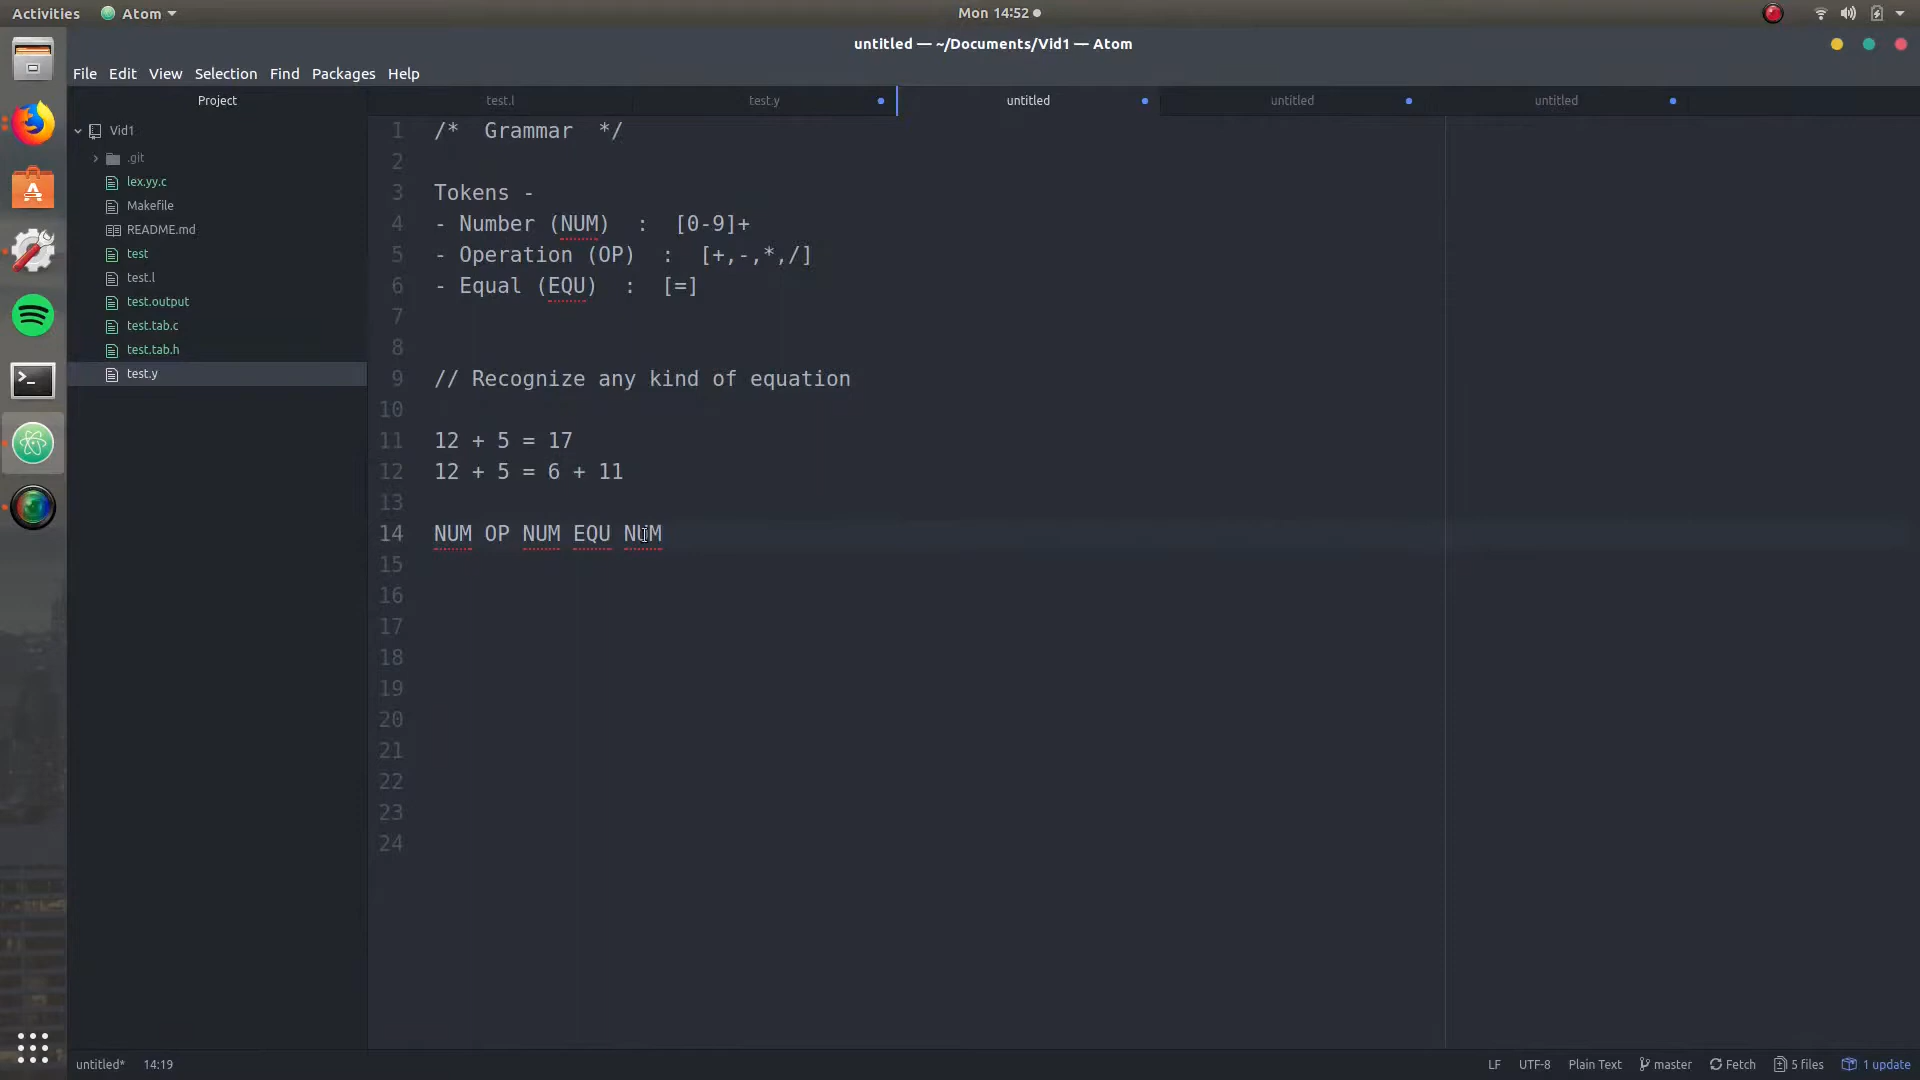 Activities Atom Mon 14:52
untitled — ~/Documents/Vid1 — Atom
File Edit View Selection Find Packages Help
Project
test.l test.y untitled untitled untitled
Vid1
.git
lex.yy.c
Makefile
README.md
test
test.l
test.output
test.tab.c
test.tab.h
test.y
1 /* Grammar */
2
3 Tokens -
4 - Number (NUM) : [0-9]+
5 - Operation (OP) : [+,-,*,/]
6 - Equal (EQU) : [=]
7
8
9 // Recognize any kind of equation
10
11 12 + 5 = 17
12 12 + 5 = 6 + 11
13
14 NUM OP NUM EQU NUM
15
16
17
18
19
20
21
22
23
24
untitled* 14:19 LF UTF-8 Plain Text master Fetch 5 files 1 update